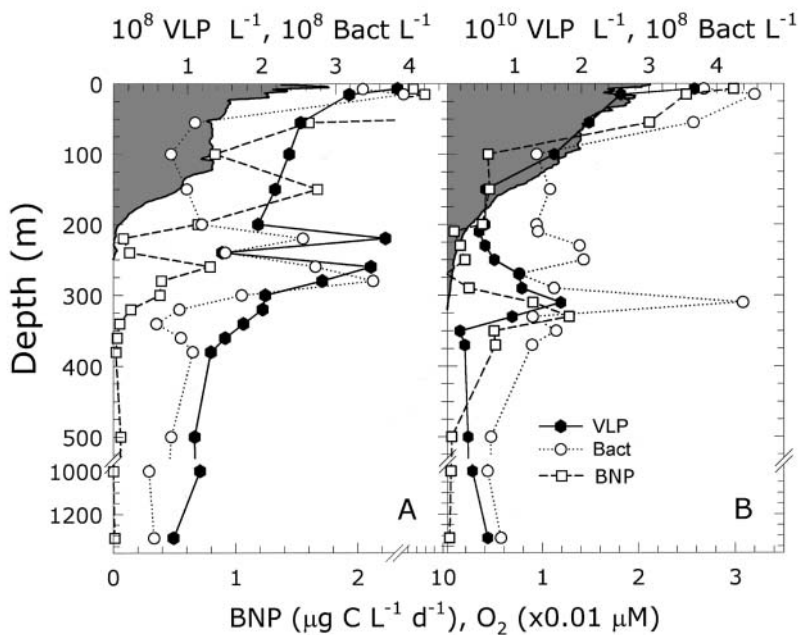 10⁸ VLP L⁻¹, 10⁸ Bact L⁻¹
10¹⁰ VLP L⁻¹, 10⁸ Bact L⁻¹
1 2 3 4
1 2 3 4
0
100
200
300
400
500
1000
1200
Depth (m)
VLP
Bact
BNP
A
B
0 1 2 10 1 2 3
BNP (µg C L⁻¹ d⁻¹), O₂ (x0.01 µM)